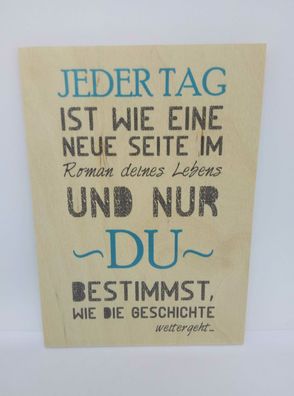 JEDER TAG
IST WIE EINE
NEUE SEITE IM
Roman deines Lebens
UND NUR
~DU~
BESTIMMST,
WIE DIE GESCHICHTE
weitergeht...